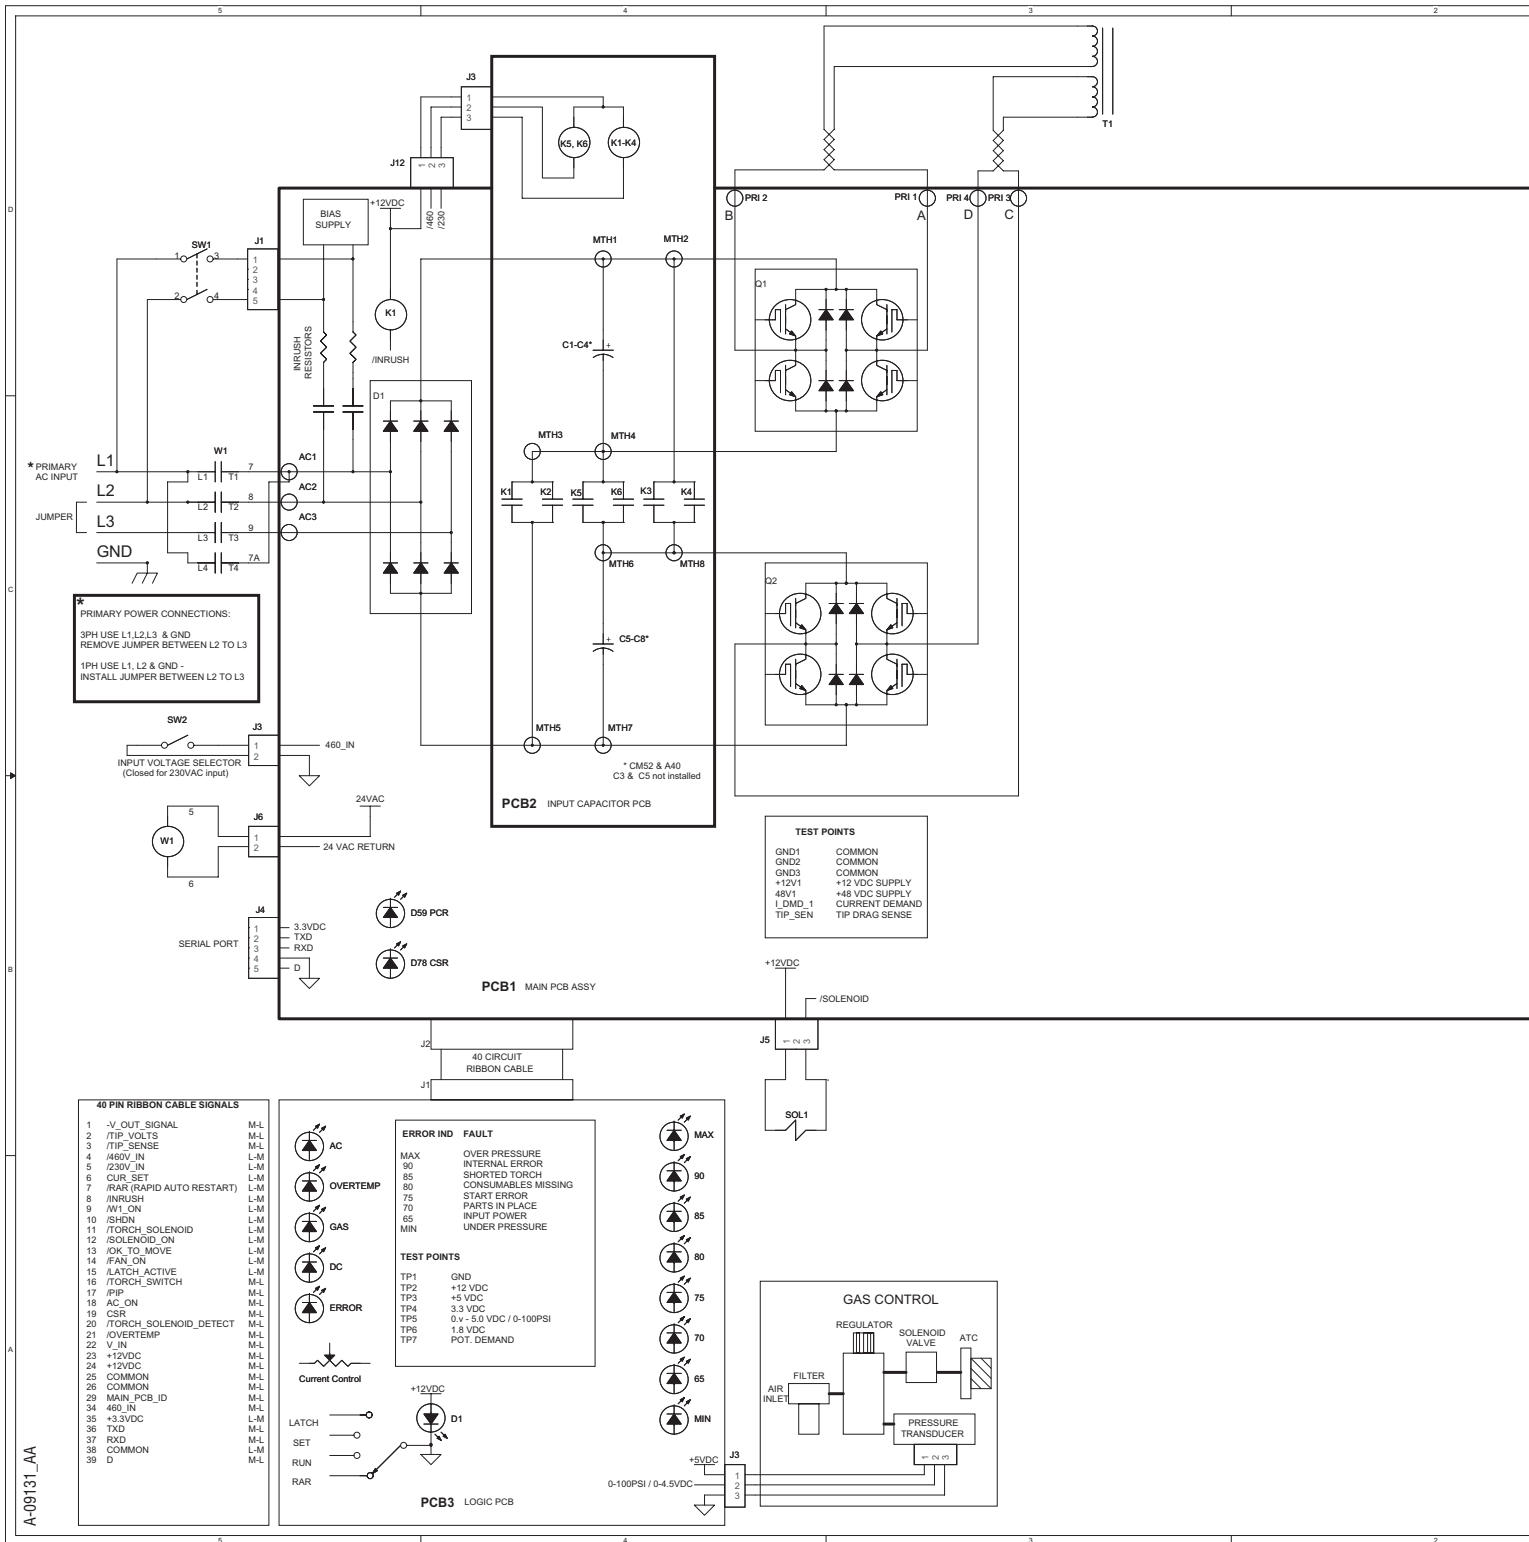 5
4
3
2
D
C
B
A
J3
1
2
3
K5, K6
K1-K4
T1
J12
1
2
3
+12VDC
/460
/230
BIAS
SUPPLY
PRI 2
B
PRI 1
A
PRI 4
D
PRI 3
C
SW1
1
3
2
4
J1
1
2
3
4
5
K1
/INRUSH
INRUSH
RESISTORS
MTH1
MTH2
C1-C4*
+
Q1
D1
MTH3
MTH4
* PRIMARY
AC INPUT
L1
L2
L3
GND
JUMPER
W1
L1
T1
7
L2
T2
8
L3
T3
9
L4
T4
7A
AC1
AC2
AC3
K1
K2
K5
K6
K3
K4
MTH6
MTH8
C5-C8*
+
Q2
MTH5
MTH7
*
PRIMARY POWER CONNECTIONS:
3PH USE L1,L2,L3 & GND
REMOVE JUMPER BETWEEN L2 TO L3
1PH USE L1, L2 & GND -
INSTALL JUMPER BETWEEN L2 TO L3
SW2
INPUT VOLTAGE SELECTOR
(Closed for 230VAC input)
J3
1
2
460_IN
* CM52 & A40
C3 & C5 not installed
PCB2 INPUT CAPACITOR PCB
W1
5
6
J6
1
2
24VAC
24 VAC RETURN
SERIAL PORT
J4
1
2
3
4
5
3.3VDC
TXD
RXD
D
D59 PCR
D78 CSR
PCB1 MAIN PCB ASSY
TEST POINTS
GND1 COMMON
GND2 COMMON
GND3 COMMON
+12V1 +12 VDC SUPPLY
48V1 +48 VDC SUPPLY
I_DMD_1 CURRENT DEMAND
TIP_SEN TIP DRAG SENSE
+12VDC
/SOLENOID
J5
1
2
3
SOL1
J2
40 CIRCUIT
RIBBON CABLE
J1
40 PIN RIBBON CABLE SIGNALS
1 -V_OUT_SIGNAL M-L
2 /TIP_VOLTS M-L
3 /TIP_SENSE M-L
4 /460V_IN L-M
5 /230V_IN L-M
6 CUR_SET L-M
7 /RAR (RAPID AUTO RESTART) L-M
8 /INRUSH L-M
9 /W1_ON L-M
10 /SHDN L-M
11 /TORCH_SOLENOID L-M
12 /SOLENOID_ON L-M
13 /OK_TO_MOVE L-M
14 /FAN_ON L-M
15 /LATCH_ACTIVE L-M
16 /TORCH_SWITCH M-L
17 /PIP M-L
18 AC_ON M-L
19 CSR M-L
20 /TORCH_SOLENOID_DETECT M-L
21 /OVERTEMP M-L
22 V_IN M-L
23 +12VDC M-L
24 +12VDC M-L
25 COMMON M-L
26 COMMON M-L
29 MAIN_PCB_ID M-L
34 460_IN M-L
35 +3.3VDC L-M
36 TXD M-L
37 RXD M-L
38 COMMON L-M
39 D M-L
A-09131_AA
AC
OVERTEMP
GAS
DC
ERROR
Current Control
ERROR IND FAULT
MAX OVER PRESSURE
90 INTERNAL ERROR
85 SHORTED TORCH
80 CONSUMABLES MISSING
75 START ERROR
70 PARTS IN PLACE
65 INPUT POWER
MIN UNDER PRESSURE
TEST POINTS
TP1 GND
TP2 +12 VDC
TP3 +5 VDC
TP4 3.3 VDC
TP5 0.v - 5.0 VDC / 0-100PSI
TP6 1.8 VDC
TP7 POT. DEMAND
MAX
90
85
80
75
70
65
MIN
+12VDC
D1
LATCH
SET
RUN
RAR
PCB3 LOGIC PCB
+5VDC
0-100PSI / 0-4.5VDC
J3
1
2
3
GAS CONTROL
REGULATOR
SOLENOID
VALVE
ATC
FILTER
AIR
INLET
PRESSURE
TRANSDUCER
1
2
3
5
4
3
2